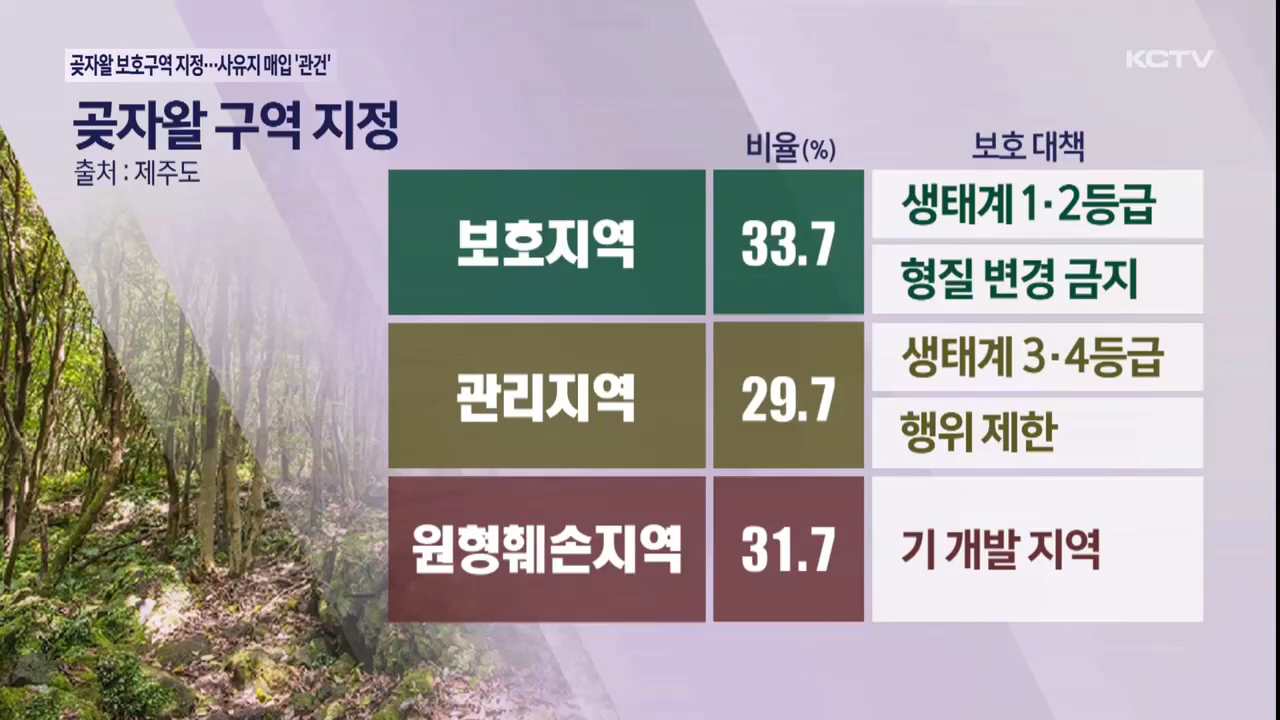 곶자왈 보호구역 지정…사유지 매입 '관건'
KCTV
곶자왈 구역 지정
출처 : 제주도
비율(%)
보호 대책
보호지역
33.7
생태계 1·2등급
형질 변경 금지
관리지역
29.7
생태계 3·4등급
행위 제한
원형훼손지역
31.7
기 개발 지역